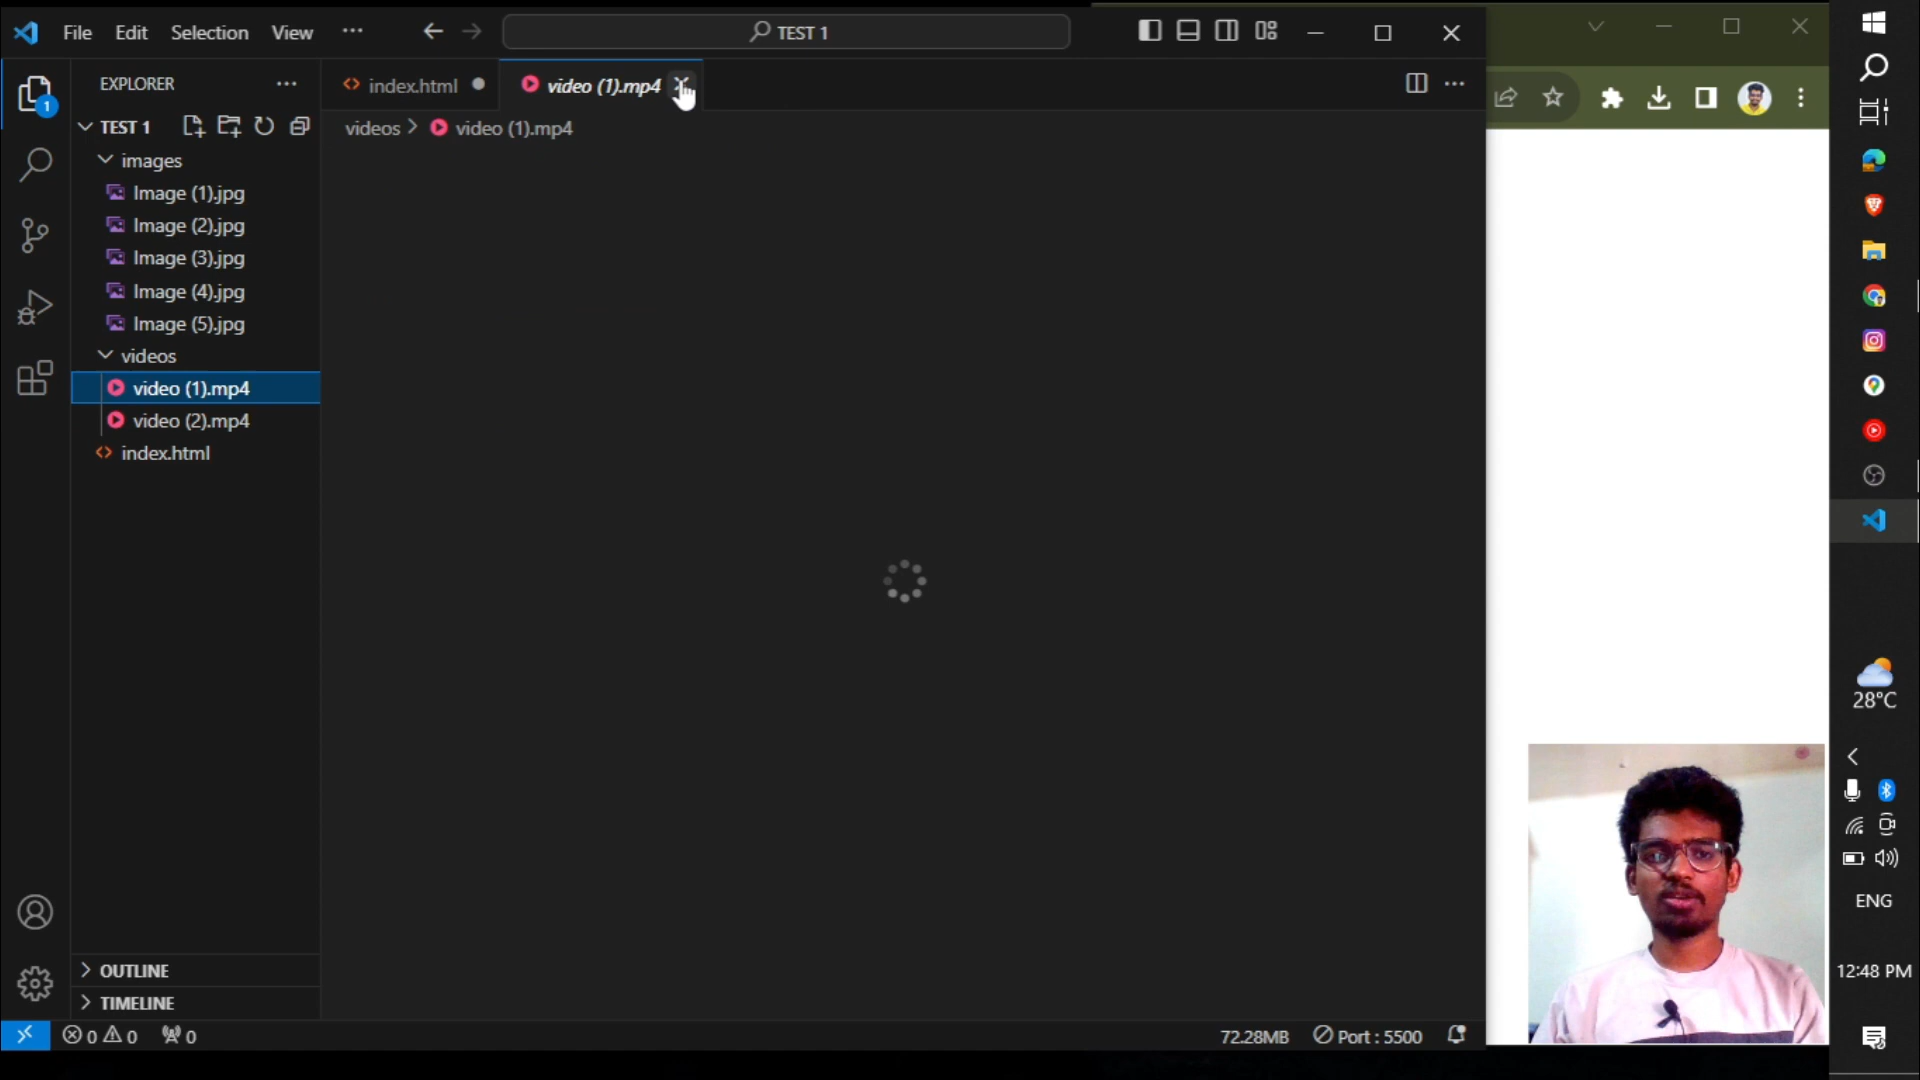 File Edit Selection View ··· TEST 1
EXPLORER ··· index.html video (1).mp4 ···
TEST 1 videos > video (1).mp4
images
Image (1).jpg
Image (2).jpg
Image (3).jpg
Image (4).jpg
Image (5).jpg
videos
video (1).mp4
video (2).mp4
index.html
OUTLINE
TIMELINE
0 0 0 72.28MB Port : 5500
1
28°C
ENG
12:48 PM